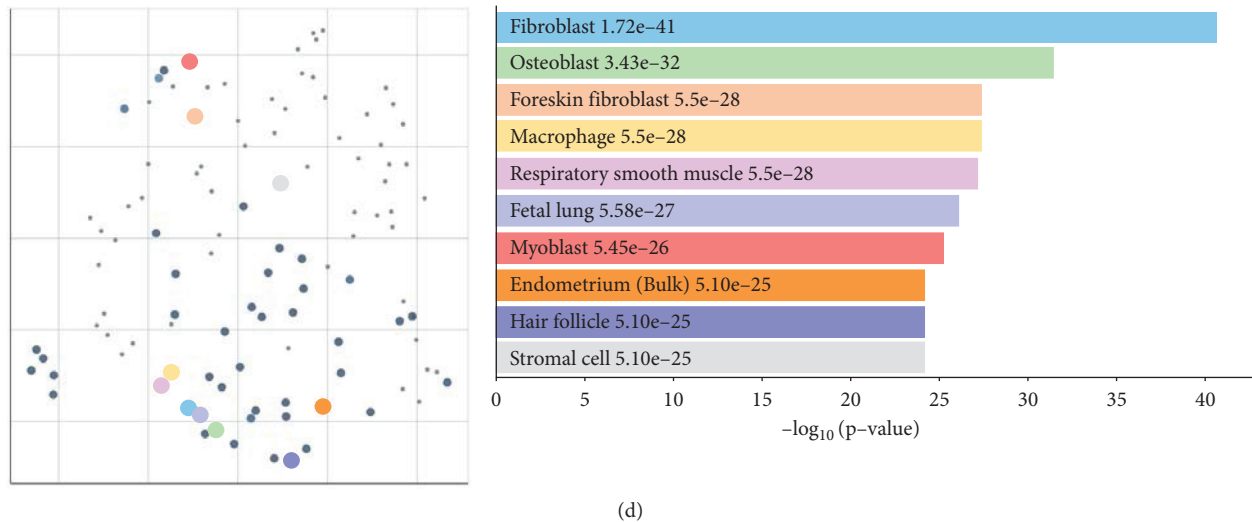 Fibroblast 1.72e–41
Osteoblast 3.43e–32
Foreskin fibroblast 5.5e–28
Macrophage 5.5e–28
Respiratory smooth muscle 5.5e–28
Fetal lung 5.58e–27
Myoblast 5.45e–26
Endometrium (Bulk) 5.10e–25
Hair follicle 5.10e–25
Stromal cell 5.10e–25
0 5 10 15 20 25 30 35 40
–log₁₀ (p–value)
(d)